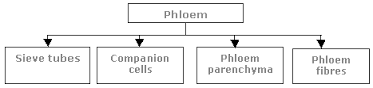 Phloem
Sieve tubes
Companion
cells
Phloem
parenchyma
Phloem
fibres